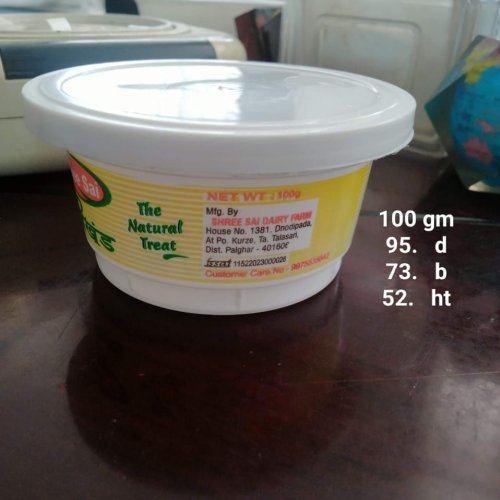 Sai
The
Natural
Treat
NET WT : 100g
Mfg. By
SHREE SAI DAIRY FARM
House No. 1381, Dnodipada,
At Po. Kurze, Ta. Talasari,
Dist. Palghar - 401606
fssai 11522023000026
Customer Care No -
100 gm
95. d
73. b
52. ht